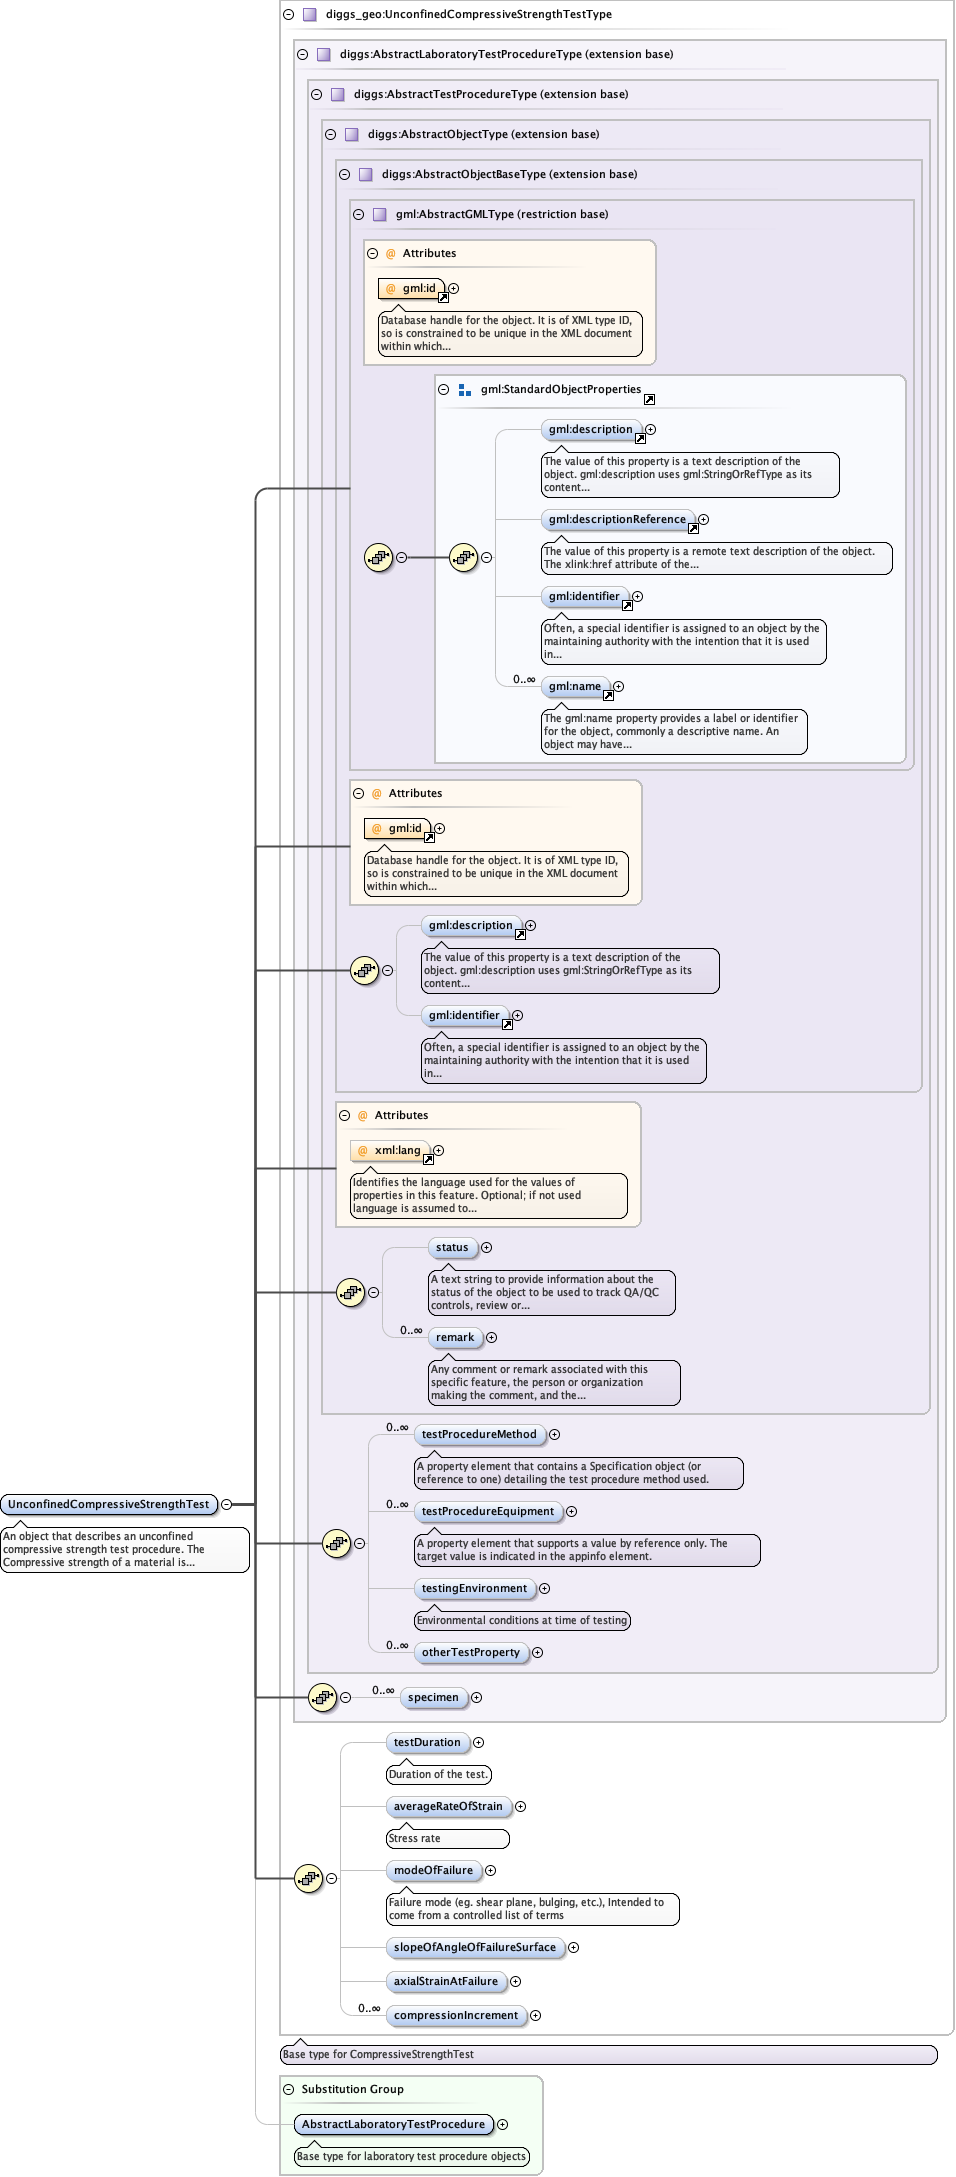 diggs_geo:UnconfinedCompressiveStrengthTestType
diggs:AbstractLaboratoryTestProcedureType (extension base)
diggs:AbstractTestProcedureType (extension base)
diggs:AbstractObjectType (extension base)
diggs:AbstractObjectBaseType (extension base)
gml:AbstractGMLType (restriction base)
@ Attributes
@ gml:id
Database handle for the object. It is of XML type ID,
so is constrained to be unique in the XML document
within which...
gml:StandardObjectProperties
gml:description
The value of this property is a text description of the
object. gml:description uses gml:StringOrRefType as its
content...
gml:descriptionReference
The value of this property is a remote text description of the object.
The xlink:href attribute of the...
gml:identifier
Often, a special identifier is assigned to an object by the
maintaining authority with the intention that it is used
in...
0..∞
gml:name
The gml:name property provides a label or identifier
for the object, commonly a descriptive name. An
object may have...
@ Attributes
@ gml:id
Database handle for the object. It is of XML type ID,
so is constrained to be unique in the XML document
within which...
gml:description
The value of this property is a text description of the
object. gml:description uses gml:StringOrRefType as its
content...
gml:identifier
Often, a special identifier is assigned to an object by the
maintaining authority with the intention that it is used
in...
@ Attributes
@ xml:lang
Identifies the language used for the values of
properties in this feature. Optional; if not used
language is assumed to...
status
A text string to provide information about the
status of the object to be used to track QA/QC
controls, review or...
0..∞
remark
Any comment or remark associated with this
specific feature, the person or organization
making the comment, and the...
0..∞
testProcedureMethod
A property element that contains a Specification object (or
reference to one) detailing the test procedure method used.
UnconfinedCompressiveStrengthTest
An object that describes an unconfined
compressive strength test procedure. The
Compressive strength of a material is...
0..∞
testProcedureEquipment
A property element that supports a value by reference only. The
target value is indicated in the appinfo element.
testingEnvironment
Environmental conditions at time of testing
0..∞
otherTestProperty
0..∞
specimen
testDuration
Duration of the test.
averageRateOfStrain
Stress rate
modeOfFailure
Failure mode (eg. shear plane, bulging, etc.), Intended to
come from a controlled list of terms
slopeOfAngleOfFailureSurface
axialStrainAtFailure
0..∞
compressionIncrement
Base type for CompressiveStrengthTest
Substitution Group
AbstractLaboratoryTestProcedure
Base type for laboratory test procedure objects